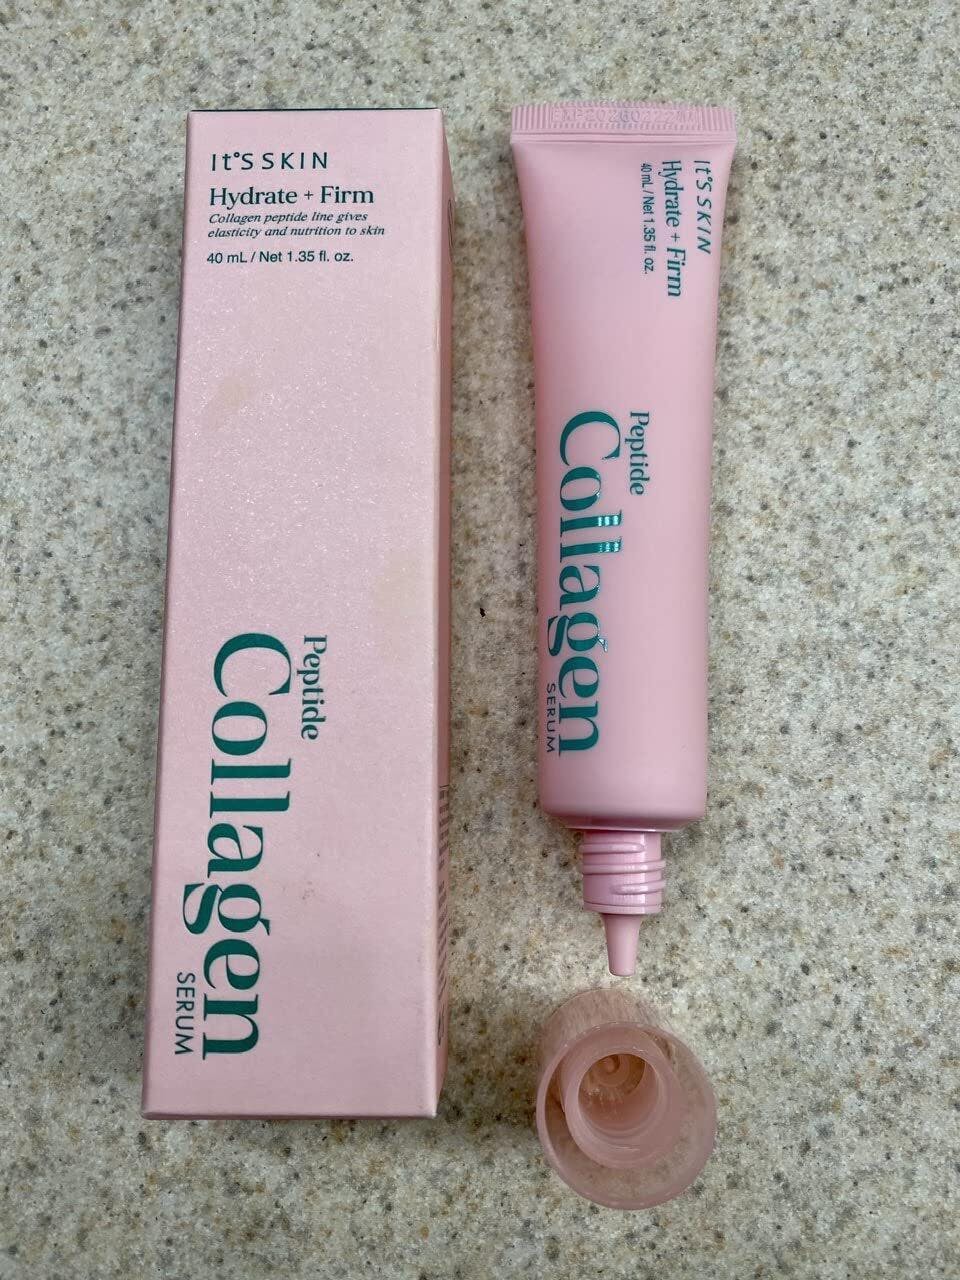 It'S SKIN
Hydrate + Firm
Collagen peptide line gives
elasticity and nutrition to skin
40 mL / Net 1.35 fl. oz.
Peptide
Collagen
SERUM
It'S SKIN
Hydrate + Firm
40 mL / Net 1.35 fl. oz.
Peptide
Collagen
SERUM